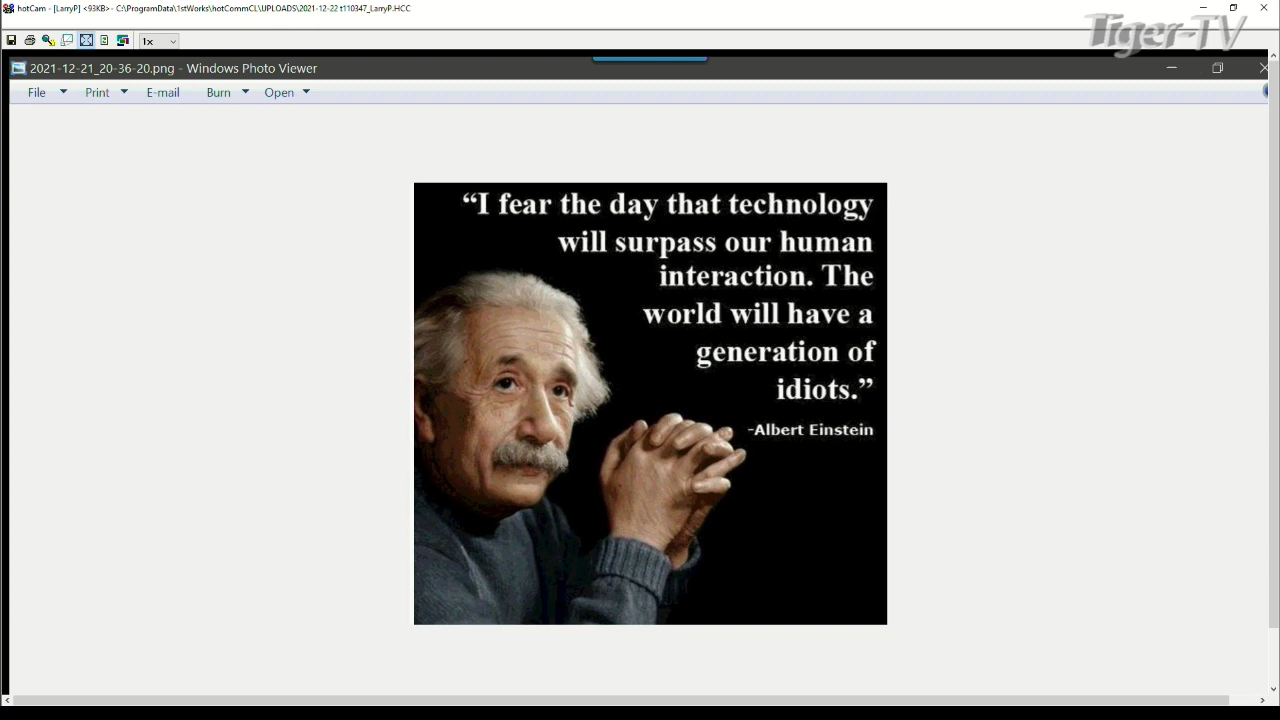 hotCam - [LarryP] <93KB>- C:\ProgramData\1stWorks\hotCommCL\UPLOADS\2021-12-22 t110347_LarryP.HCC
Tiger-TV
1x
2021-12-21_20-36-20.png - Windows Photo Viewer
File Print E-mail Burn Open
“I fear the day that technology
will surpass our human
interaction. The
world will have a
generation of
idiots.”
-Albert Einstein